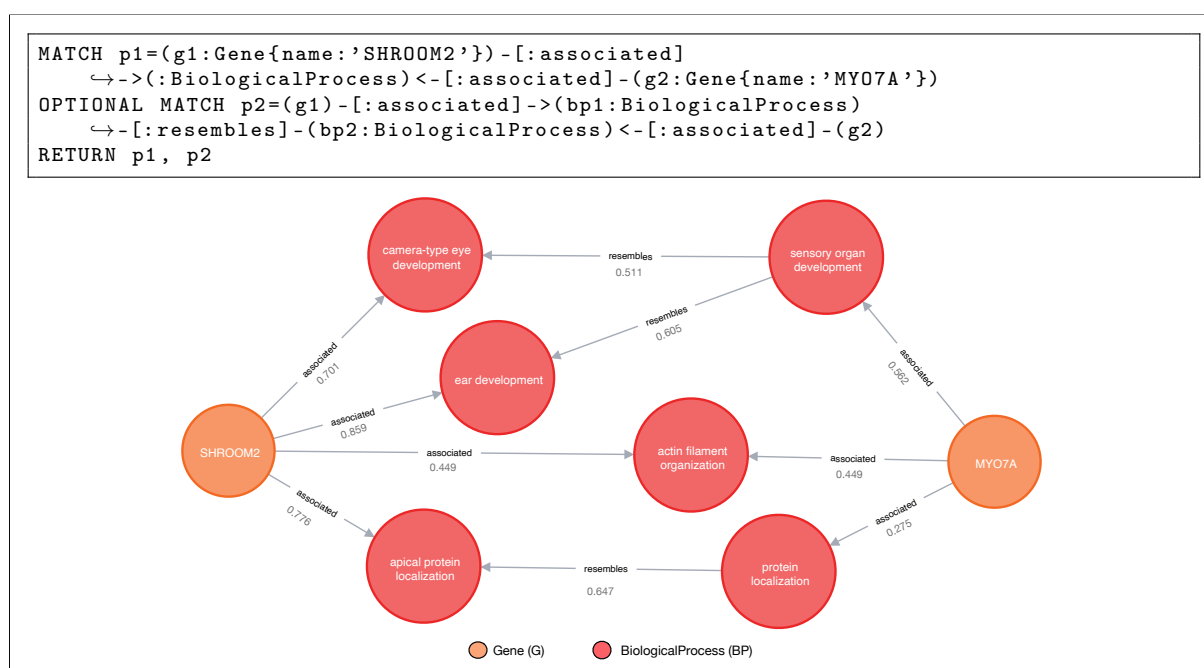 MATCH p1=(g1:Gene{name:'SHROOM2'})-[:associated]
↪->(:BiologicalProcess)<-[:associated]-(g2:Gene{name:'MYO7A'})
OPTIONAL MATCH p2=(g1)-[:associated]->(bp1:BiologicalProcess)
↪-[:resembles]-(bp2:BiologicalProcess)<-[:associated]-(g2)
RETURN p1, p2
camera-type eye
development
sensory organ
development
resembles
0.511
resembles
0.605
associated
0.701
ear development
associated
0.562
associated
0.859
SHROOM2
associated
0.449
actin filament
organization
associated
0.449
MYO7A
associated
0.776
associated
0.275
apical protein
localization
resembles
0.647
protein
localization
Gene (G)
BiologicalProcess (BP)